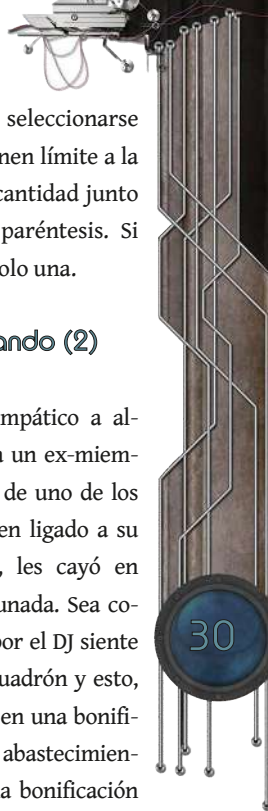 seleccionarse
nen límite a la
cantidad junto
paréntesis. Si
olo una.
ando (2)
mpático a al-
a un ex-miem-
de uno de los
en ligado a su
, les cayó en
unada. Sea co-
por el DJ siente
uadrón y esto,
en una bonifi-
abastecimien-
a bonificación
30